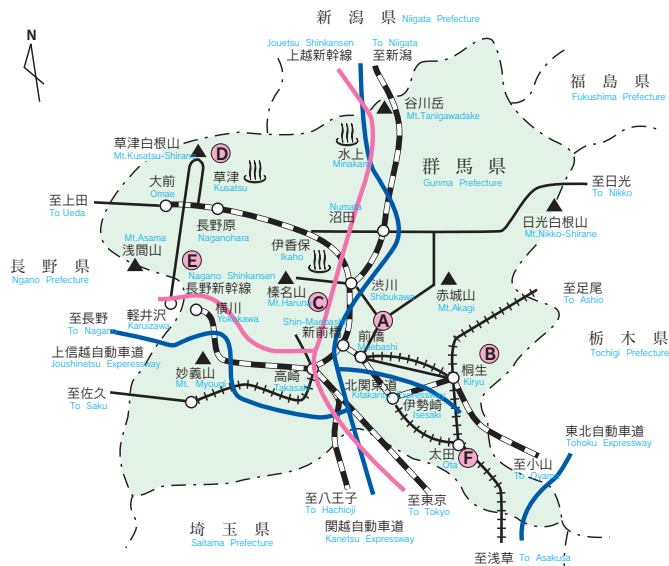 新 潟 県 Niigata Prefecture
N
Jouetsu Shinkansen
上越新幹線
To Niigata
至新潟
福 島 県
Fukushima Prefecture
谷川岳
Mt.Tanigawadake
草津白根山
Mt.Kusatsu-Shirane
D
水上
Minakami
群 馬 県
Gunma Prefecture
大前
Omae
草津
Kusatsu
至上田
To Ueda
至日光
To Nikko
長野原
Naganohara
Numata
沼田
日光白根山
Mt.Nikko-Shirane
Mt.Asama
浅間山
伊香保
Ikaho
E
長 野 県
Ngano Prefecture
Nagano Shinkansen
長野新幹線
榛名山
Mt.Haruna
C
渋川
Shibukawa
赤城山
Mt.Akagi
至足尾
To Ashio
軽井沢
Karuizawa
横川
Yokokawa
Shin-Maebashi
新前橋
A
至長野
To Nagano
前橋
Maebashi
栃 木 県
Tochigi Prefecture
上信越自動車道
Joushinetsu Experessway
B
妙義山
Mt. Myougi
高崎
Takasaki
北関東道
Kitakanto Expressway
桐生
Kiryu
至佐久
To Saku
伊勢崎
Isesaki
東北自動車道
Tohoku Expressway
太田
Ota
F
至小山
To Oyama
至八王子
To Hachioji
至東京
To Tokyo
埼 玉 県
Saitama Prefecture
関越自動車道
Kanetsu Expressway
至浅草 To Asakusa